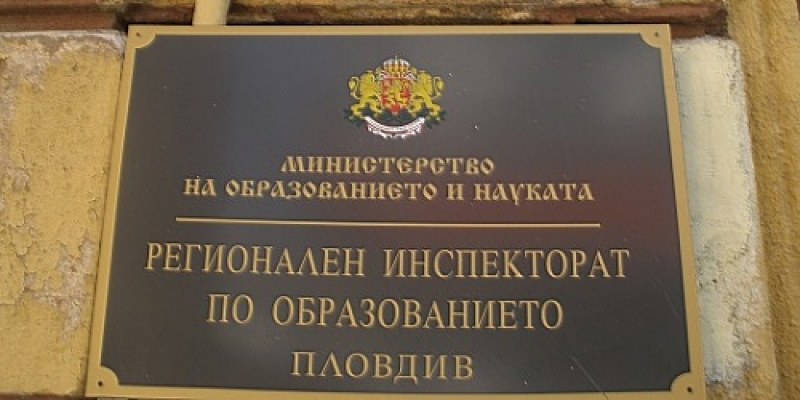 МИНИСТЕРСТВО
НА ОБРАЗОВАНИЕТО И НАУКАТА
РЕГИОНАЛЕН ИНСПЕКТОРАТ
ПО ОБРАЗОВАНИЕТО
ПЛОВДИВ